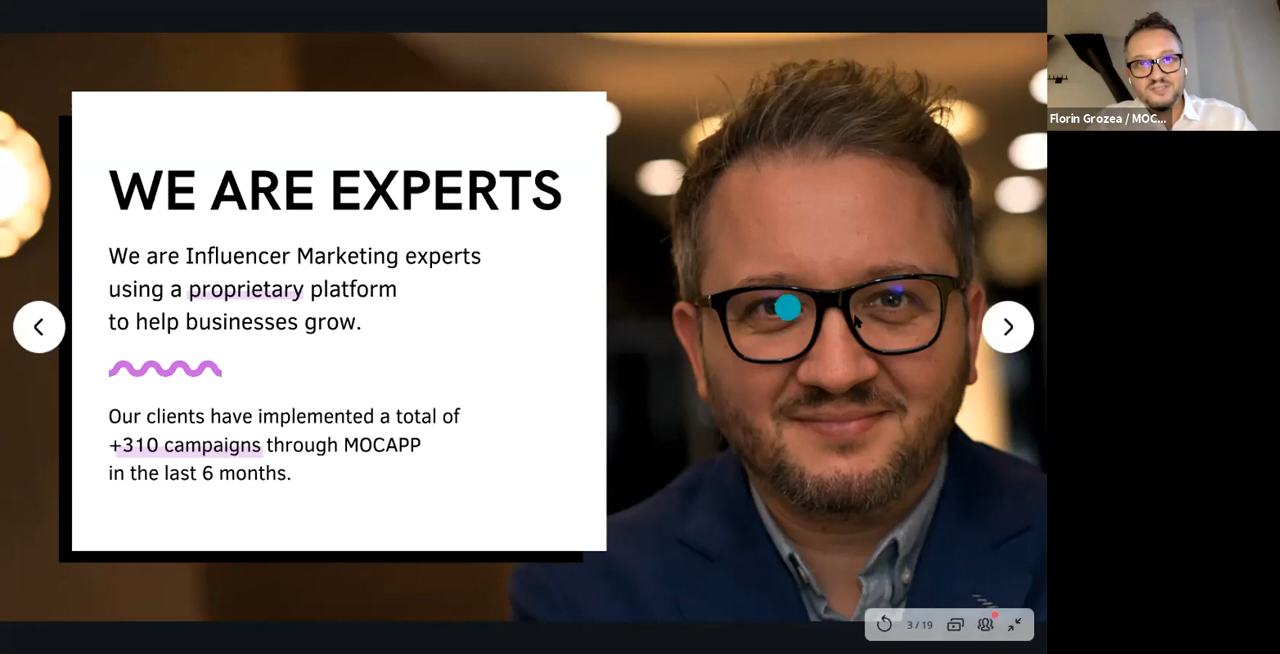 WE ARE EXPERTS
We are Influencer Marketing experts
using a proprietary platform
to help businesses grow.
Our clients have implemented a total of
+310 campaigns through MOCAPP
in the last 6 months.
Florin Grozea / MOC...
3 / 19